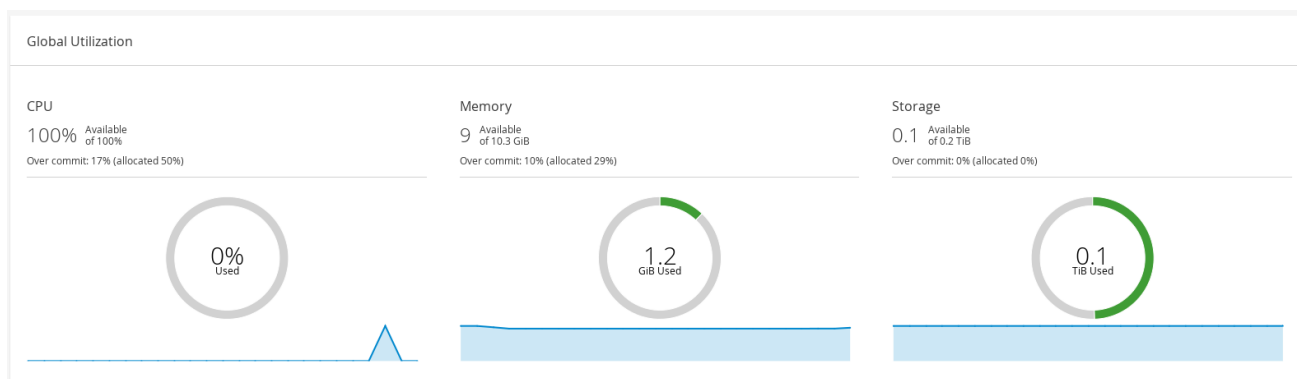 Global Utilization
CPU
100% Available
of 100%
Over commit: 17% (allocated 50%)
0%
Used
Memory
9 Available
of 10.3 GiB
Over commit: 10% (allocated 29%)
1.2
GiB Used
Storage
0.1 Available
of 0.2 TiB
Over commit: 0% (allocated 0%)
0.1
TiB Used